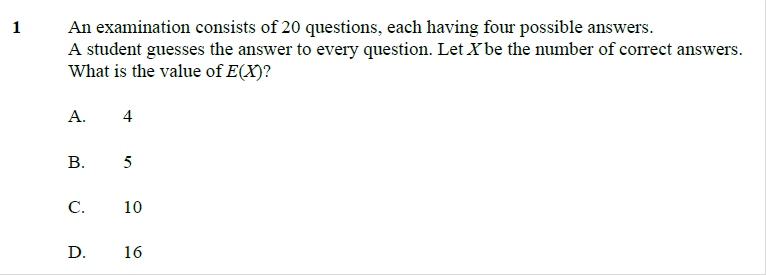 1 An examination consists of 20 questions, each having four possible answers.
A student guesses the answer to every question. Let X be the number of correct answers.
What is the value of E(X)?
A. 4
B. 5
C. 10
D. 16